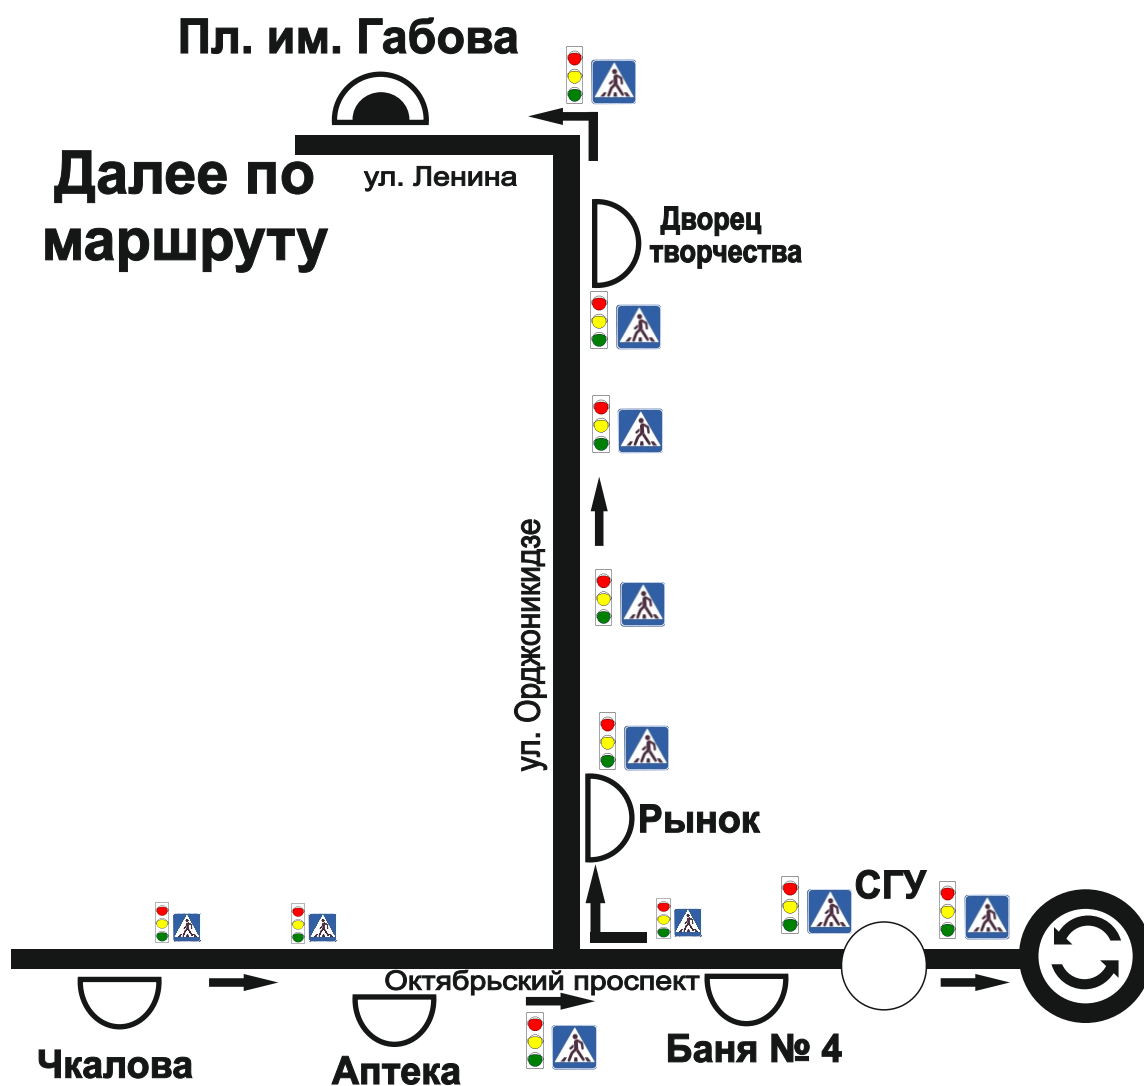 Пл. им. Габова
Далее по
маршруту
ул. Ленина
Дворец
творчества
ул. Орджоникидзе
Рынок
СГУ
Октябрьский проспект
Чкалова
Аптека
Баня № 4